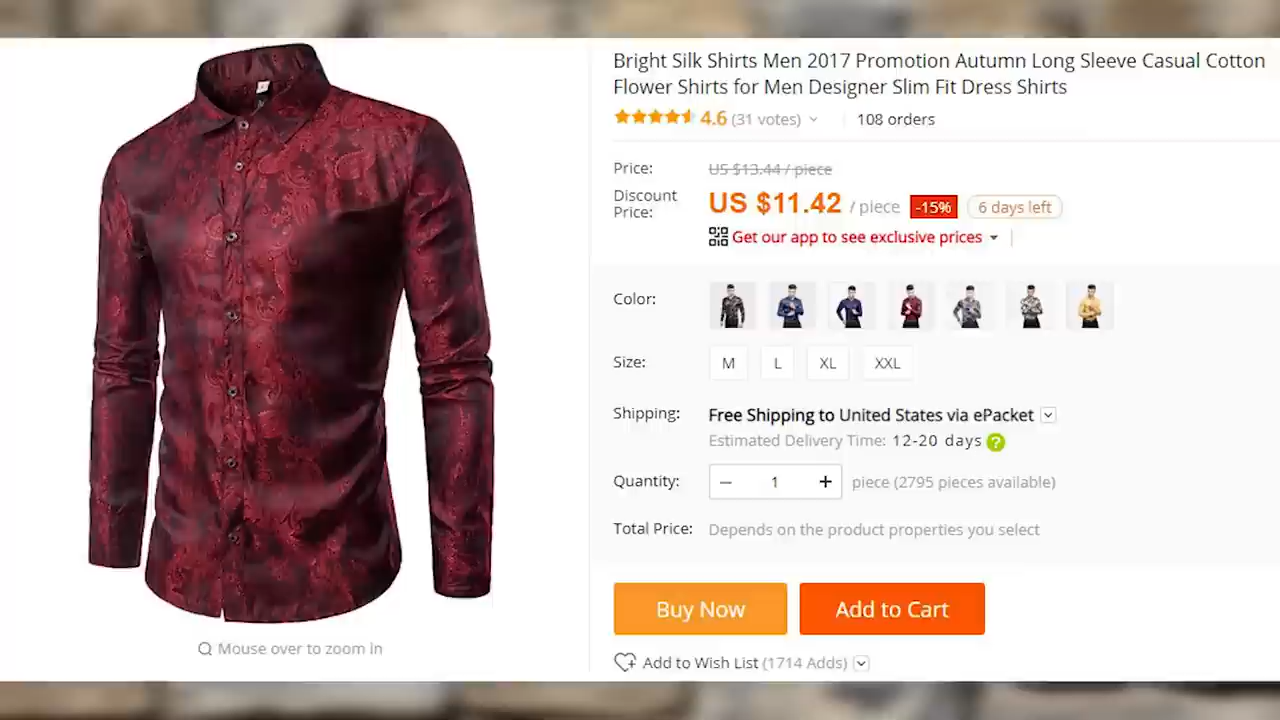 Bright Silk Shirts Men 2017 Promotion Autumn Long Sleeve Casual Cotton
Flower Shirts for Men Designer Slim Fit Dress Shirts
4.6 (31 votes)
108 orders
Price:
US $13.44 / piece
Discount
Price:
US $11.42 / piece
-15%
6 days left
Get our app to see exclusive prices
Color:
Size:
M
L
XL
XXL
Shipping:
Free Shipping to United States via ePacket
Estimated Delivery Time: 12-20 days ?
Quantity:
1
piece (2795 pieces available)
Total Price:
Depends on the product properties you select
Buy Now
Add to Cart
Mouse over to zoom in
Add to Wish List (1714 Adds)